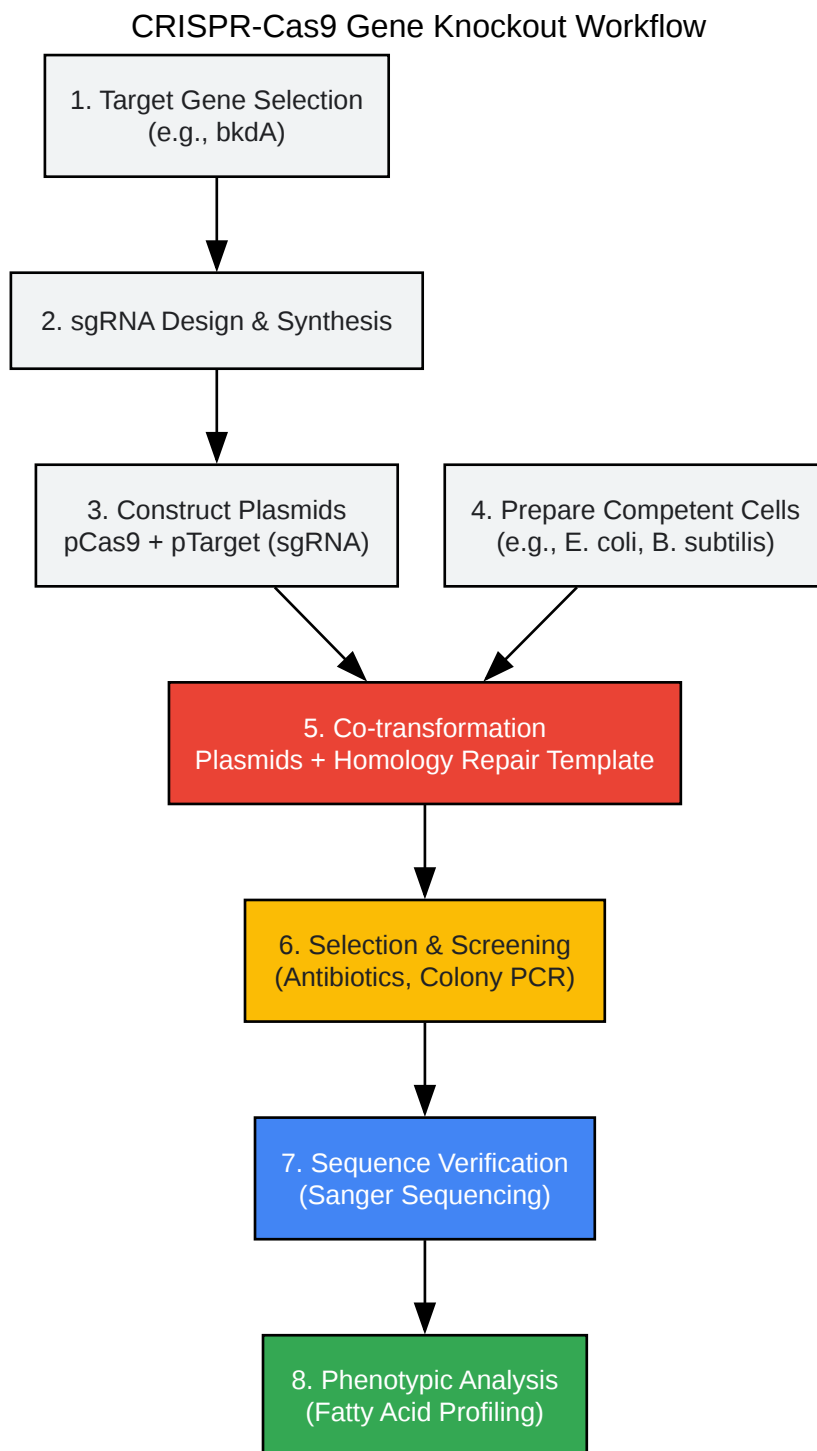 CRISPR-Cas9 Gene Knockout Workflow
1. Target Gene Selection
(e.g., bkdA)
2. sgRNA Design & Synthesis
3. Construct Plasmids
pCas9 + pTarget (sgRNA)
4. Prepare Competent Cells
(e.g., E. coli, B. subtilis)
5. Co-transformation
Plasmids + Homology Repair Template
6. Selection & Screening
(Antibiotics, Colony PCR)
7. Sequence Verification
(Sanger Sequencing)
8. Phenotypic Analysis
(Fatty Acid Profiling)